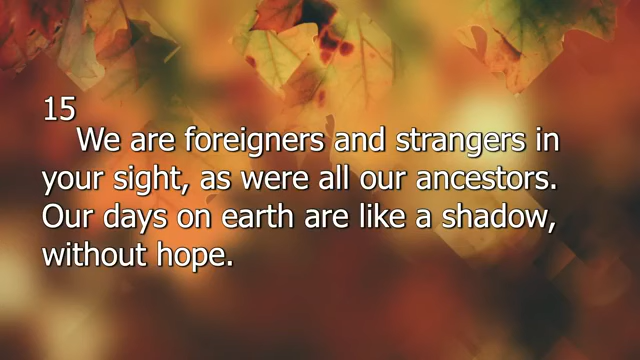 15
We are foreigners and strangers in
your sight, as were all our ancestors.
Our days on earth are like a shadow,
without hope.